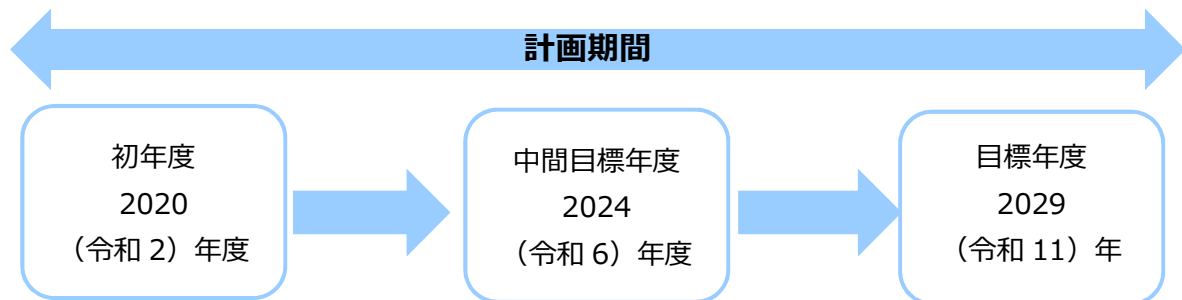 計画期間
初年度
2020
（令和 2）年度
中間目標年度
2024
（令和 6）年度
目標年度
2029
（令和 11）年